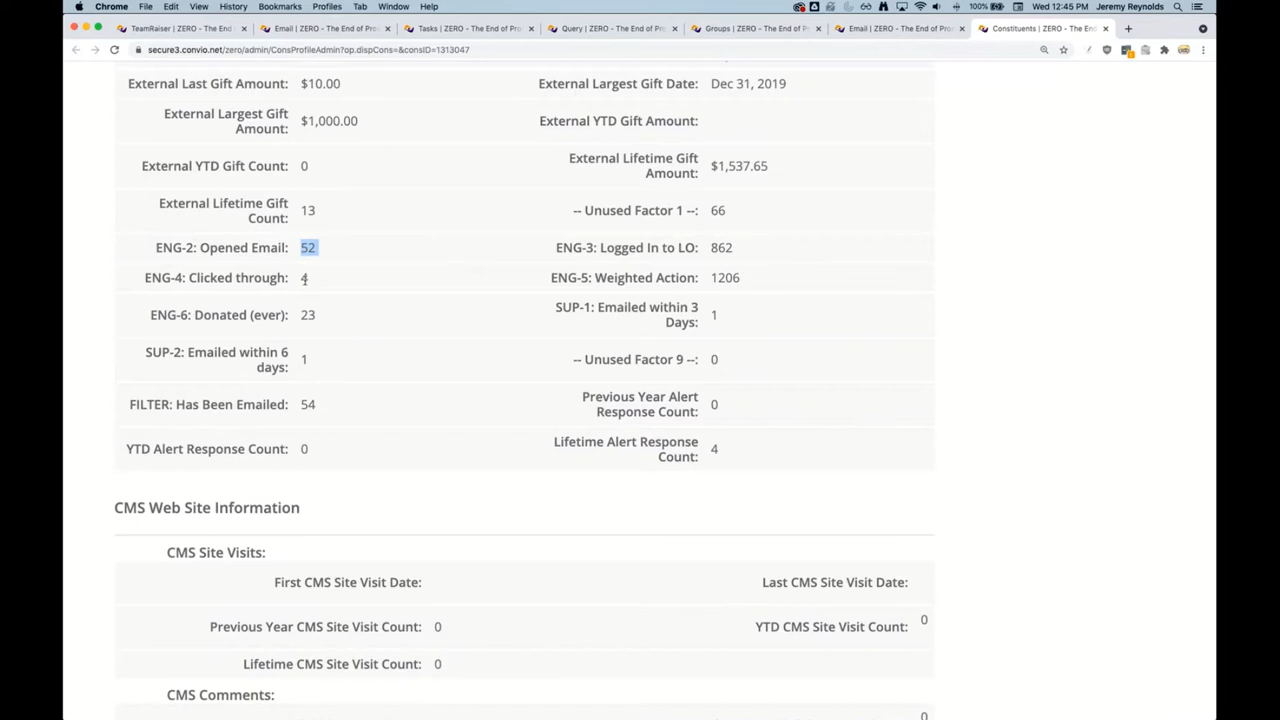 Chrome File Edit View History Bookmarks Profiles Tab Window Help 100% Wed 12:45 PM Jeremy Reynolds
TeamRaiser | ZERO - The End Email | ZERO - The End of Pro Tasks | ZERO - The End of Pro Query | ZERO - The End of Pro Groups | ZERO - The End of P Email | ZERO - The End of Pro Constituents | ZERO - The End
secure3.convio.net/zero/admin/ConsProfileAdmin?op.dispCons=&consID=1313047
External Last Gift Amount: $10.00 External Largest Gift Date: Dec 31, 2019
External Largest Gift
Amount: $1,000.00 External YTD Gift Amount:
External YTD Gift Count: 0 External Lifetime Gift
Amount: $1,537.65
External Lifetime Gift
Count: 13 -- Unused Factor 1 --: 66
ENG-2: Opened Email: 52 ENG-3: Logged In to LO: 862
ENG-4: Clicked through: 4 ENG-5: Weighted Action: 1206
ENG-6: Donated (ever): 23 SUP-1: Emailed within 3
Days: 1
SUP-2: Emailed within 6
days: 1 -- Unused Factor 9 --: 0
FILTER: Has Been Emailed: 54 Previous Year Alert
Response Count: 0
YTD Alert Response Count: 0 Lifetime Alert Response
Count: 4
CMS Web Site Information
CMS Site Visits:
First CMS Site Visit Date: Last CMS Site Visit Date:
Previous Year CMS Site Visit Count: 0 YTD CMS Site Visit Count: 0
Lifetime CMS Site Visit Count: 0
CMS Comments:
0